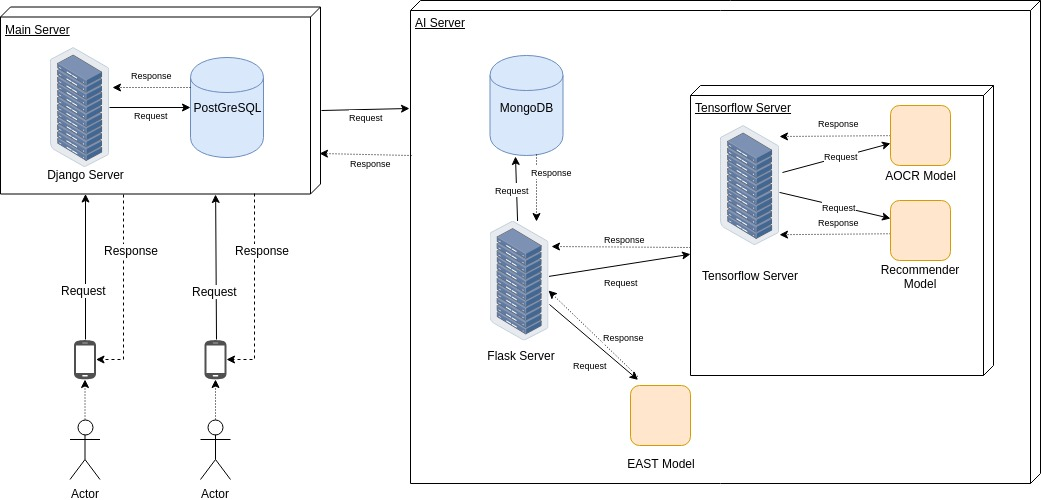 Main Server
Response
PostGreSQL
Request
Django Server
Request
Response
Response
Response
Request
Request
Actor
Actor
AI Server
MongoDB
Request
Response
Flask Server
Response
Request
Response
Request
EAST Model
Tensorflow Server
Response
Request
AOCR Model
Request
Response
Tensorflow Server
Recommender
Model